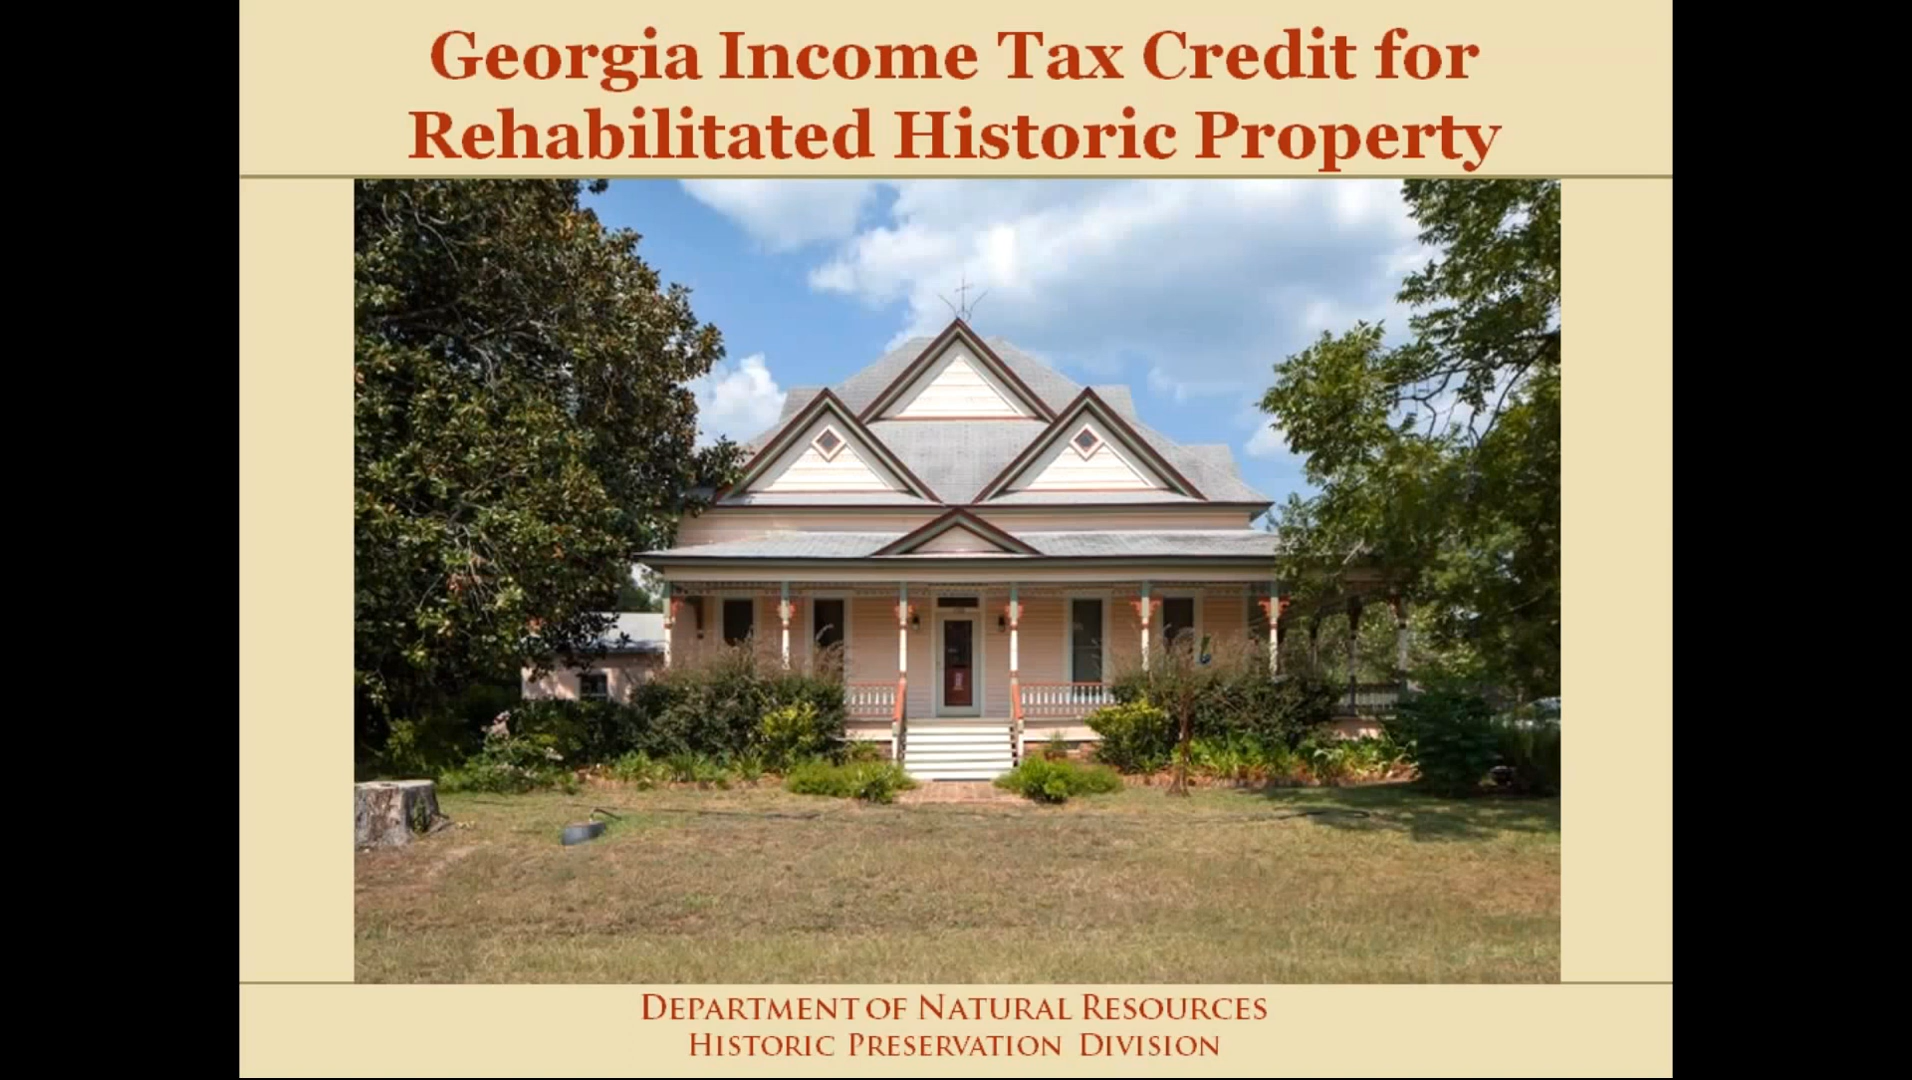 Georgia Income Tax Credit for
Rehabilitated Historic Property
DEPARTMENT OF NATURAL RESOURCES
HISTORIC PRESERVATION DIVISION